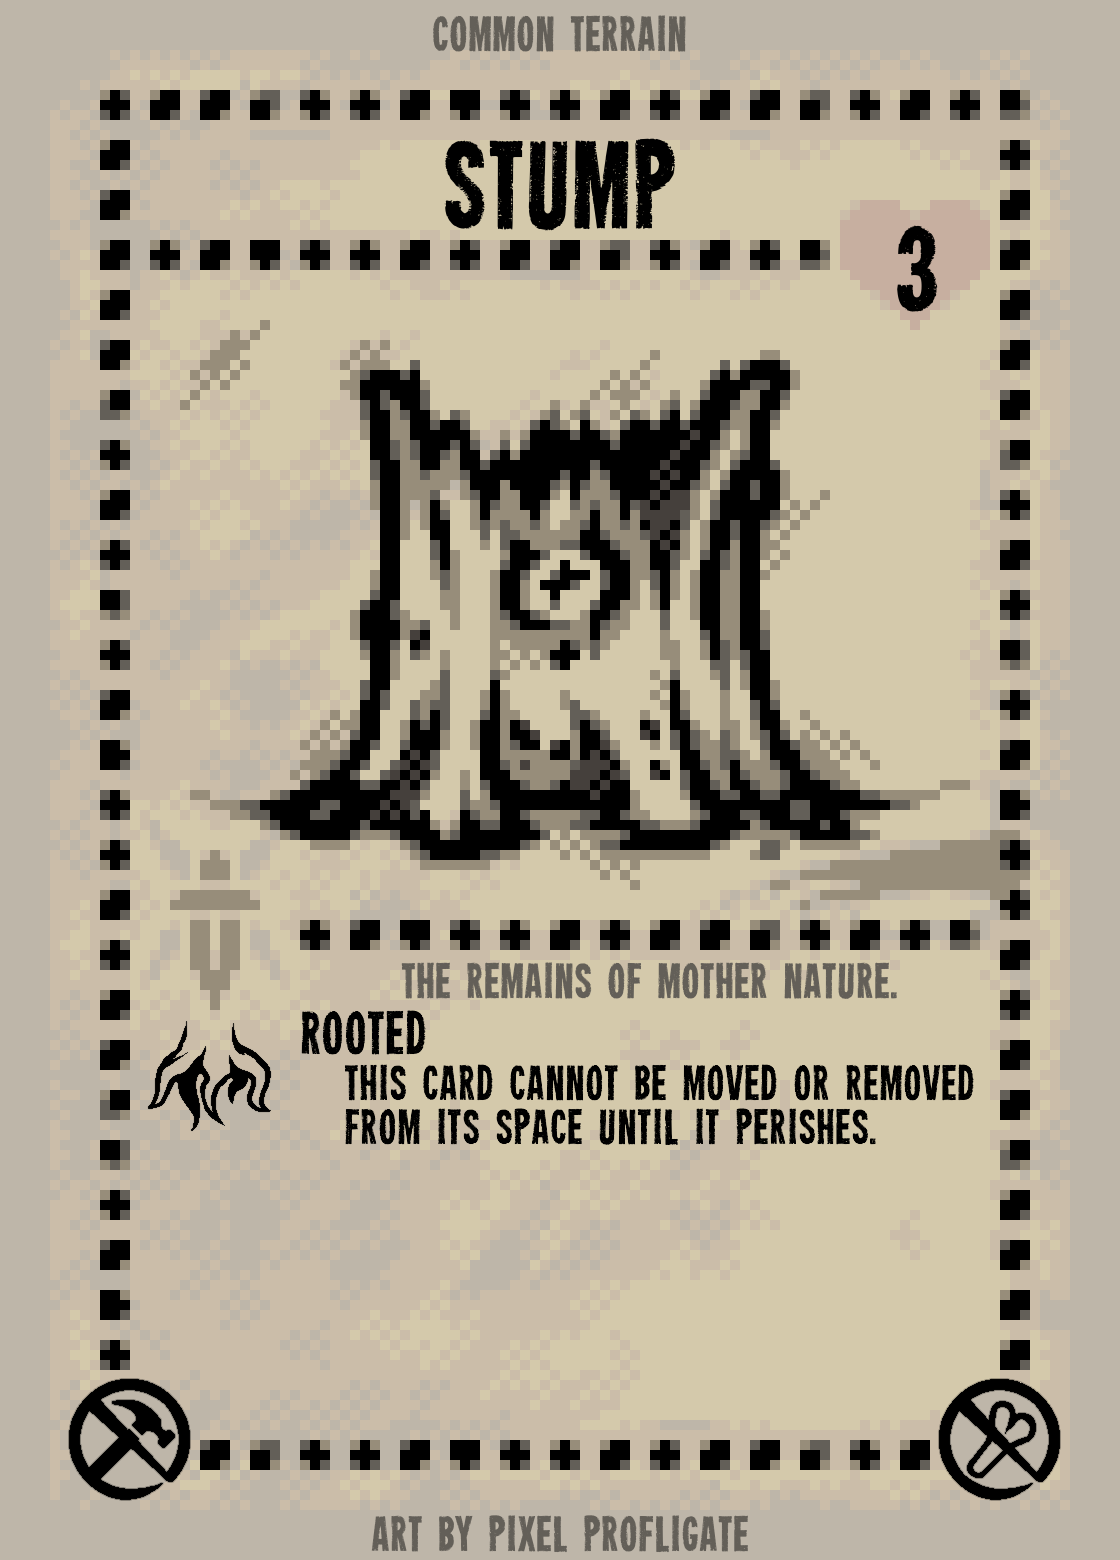 COMMON TERRAIN
STUMP
3
THE REMAINS OF MOTHER NATURE.
ROOTED
THIS CARD CANNOT BE MOVED OR REMOVED
FROM ITS SPACE UNTIL IT PERISHES.
ART BY PIXEL PROFLIGATE